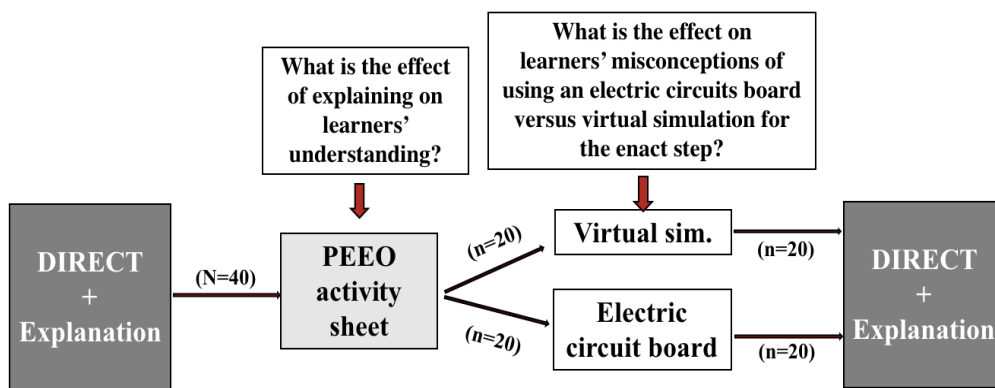 What is the effect
of explaining on
learners'
understanding?
What is the effect on
learners' misconceptions of
using an electric circuits board
versus virtual simulation for
the enact step?
DIRECT
+
Explanation
(N=40)
PEEO
activity
sheet
(n=20)
(n=20)
Virtual sim.
Electric
circuit board
(n=20)
(n=20)
DIRECT
+
Explanation